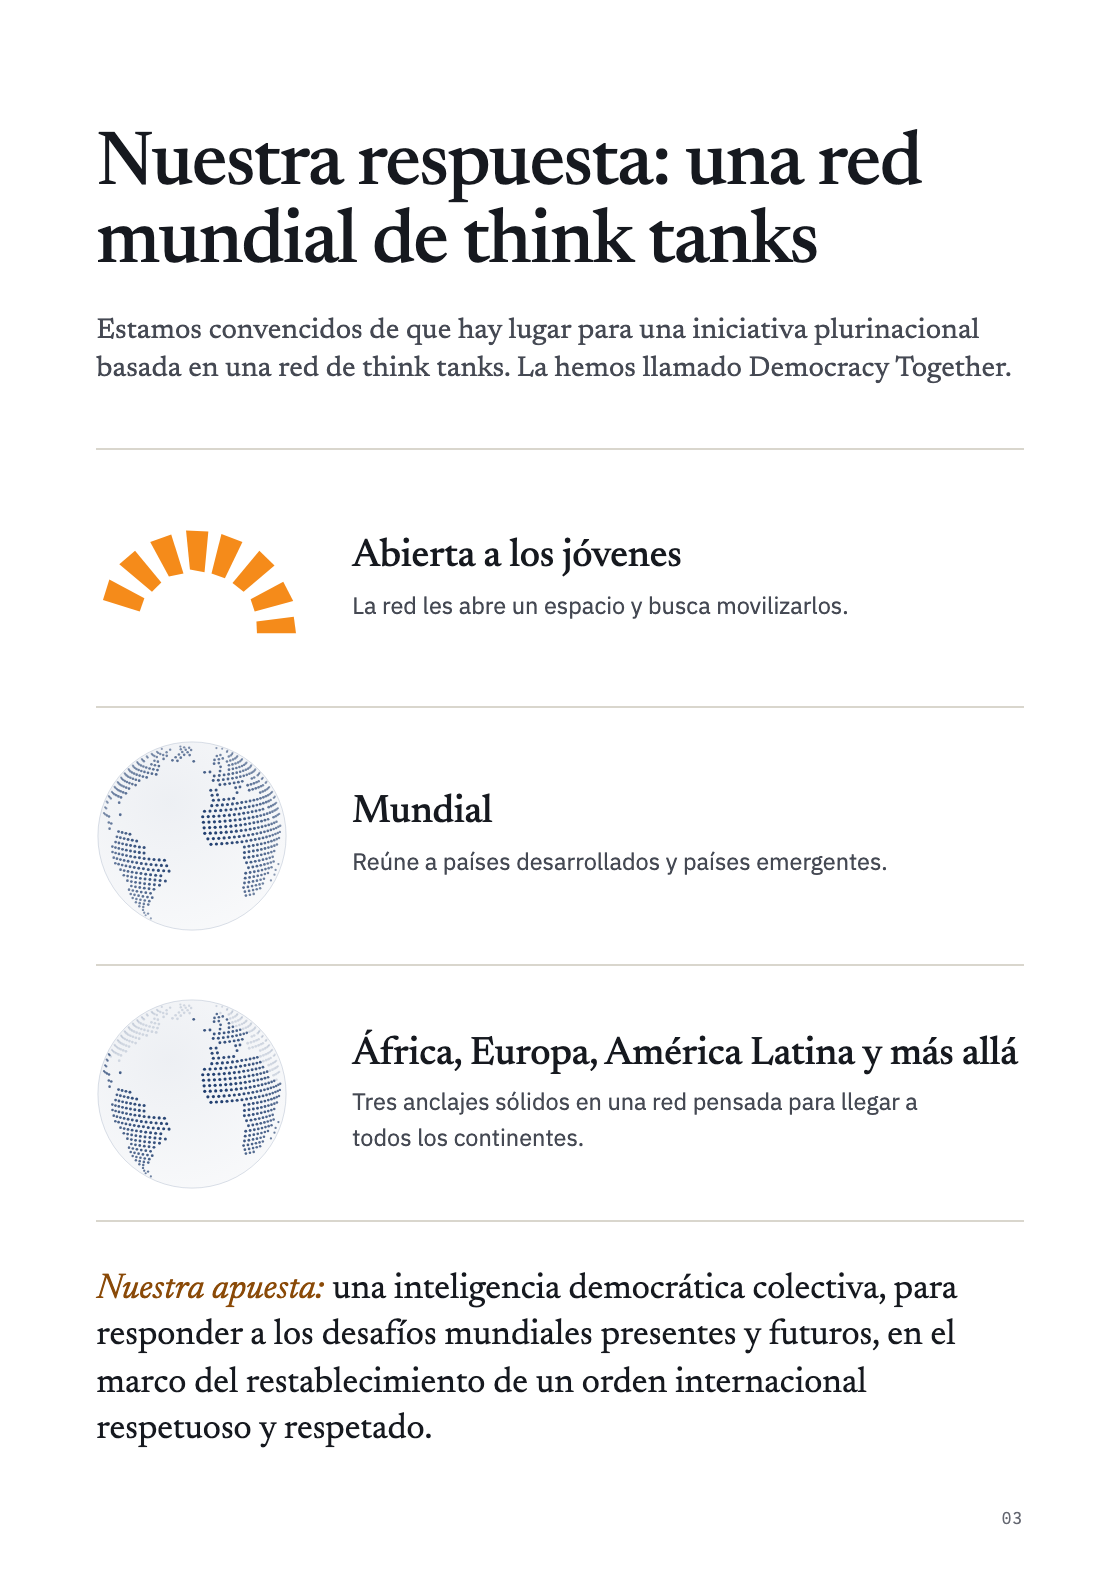 Nuestra respuesta: una red
mundial de think tanks
Estamos convencidos de que hay lugar para una iniciativa plurinacional
basada en una red de think tanks. La hemos llamado Democracy Together.
Abierta a los jóvenes
La red les abre un espacio y busca movilizarlos.
Mundial
Reúne a países desarrollados y países emergentes.
África, Europa, América Latina y más allá
Tres anclajes sólidos en una red pensada para llegar a
todos los continentes.
Nuestra apuesta: una inteligencia democrática colectiva, para
responder a los desafíos mundiales presentes y futuros, en el
marco del restablecimiento de un orden internacional
respetuoso y respetado.
03